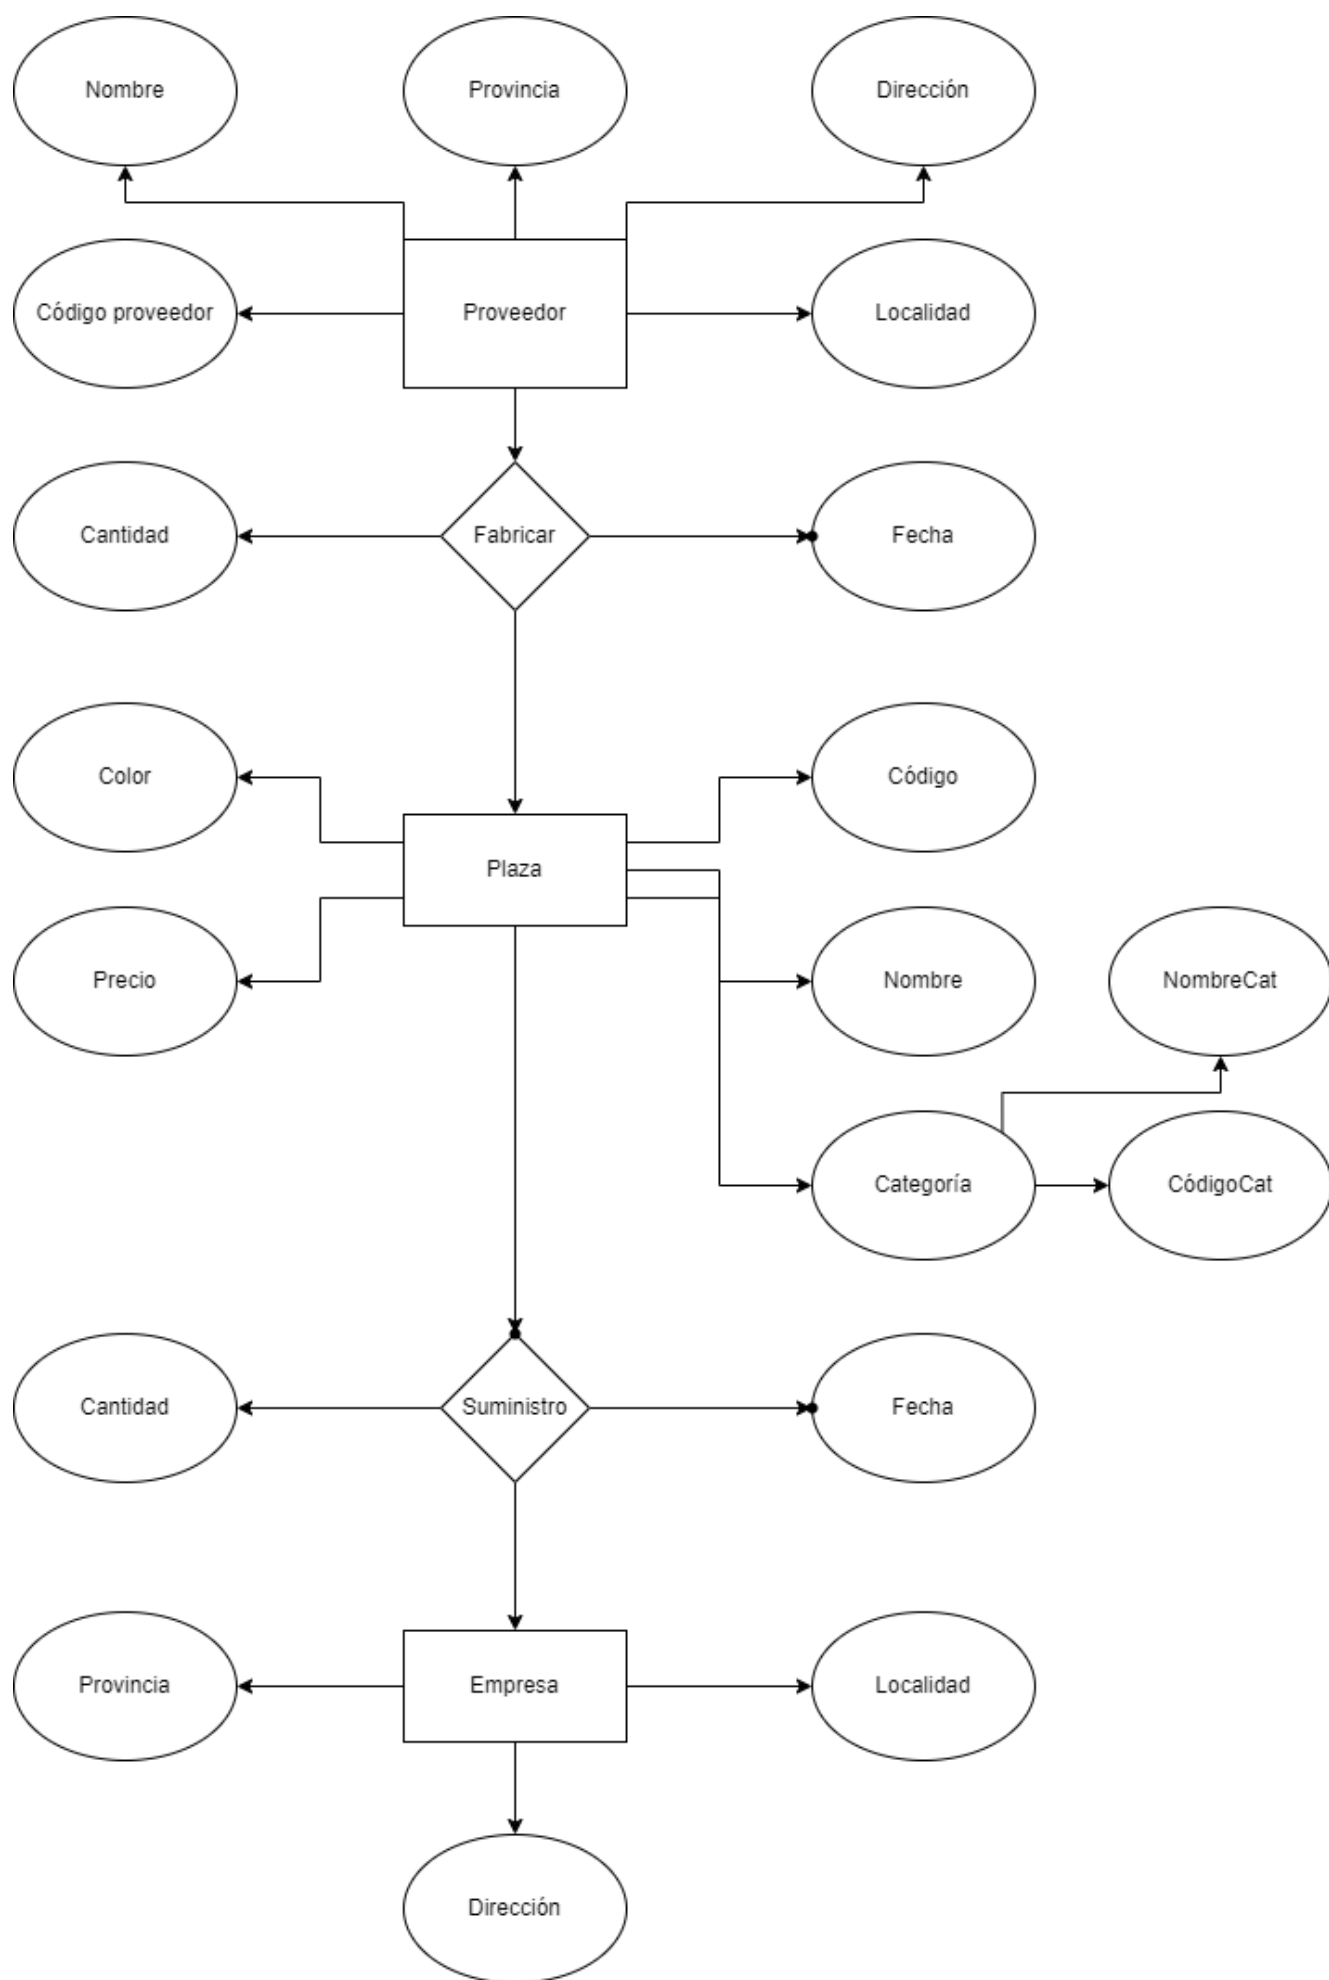 Nombre
Provincia
Dirección
Código proveedor
Proveedor
Localidad
Cantidad
Fabricar
Fecha
Color
Código
Plaza
Precio
Nombre
NombreCat
Categoría
CódigoCat
Cantidad
Suministro
Fecha
Provincia
Empresa
Localidad
Dirección